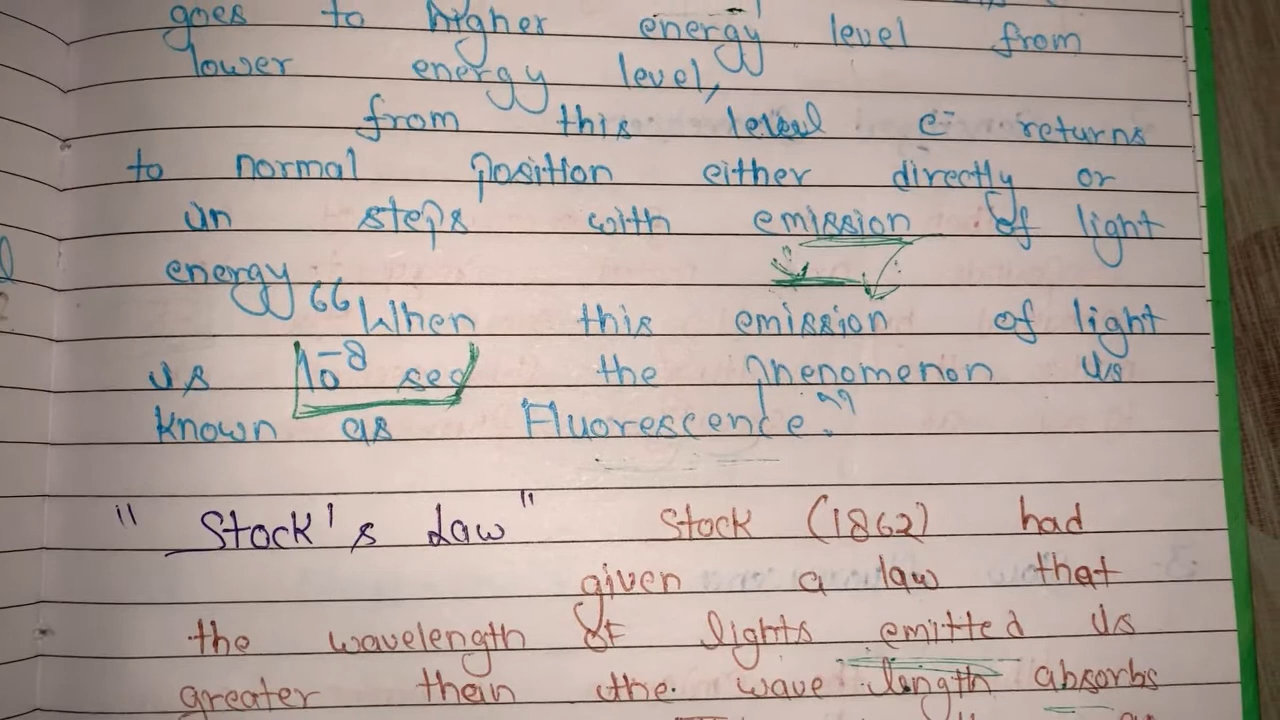 goes to higher energy level from
lower energy level,
from this level e- returns
to normal position either directly or
in steps with emission of light
energy "When this emission of light
is 10⁻⁸ sec the phenomenon is
known as Fluorescence."
"Stock's Law" Stock (1862) had
given a law that
the wavelength of lights emitted is
greater than the wave length absorbs